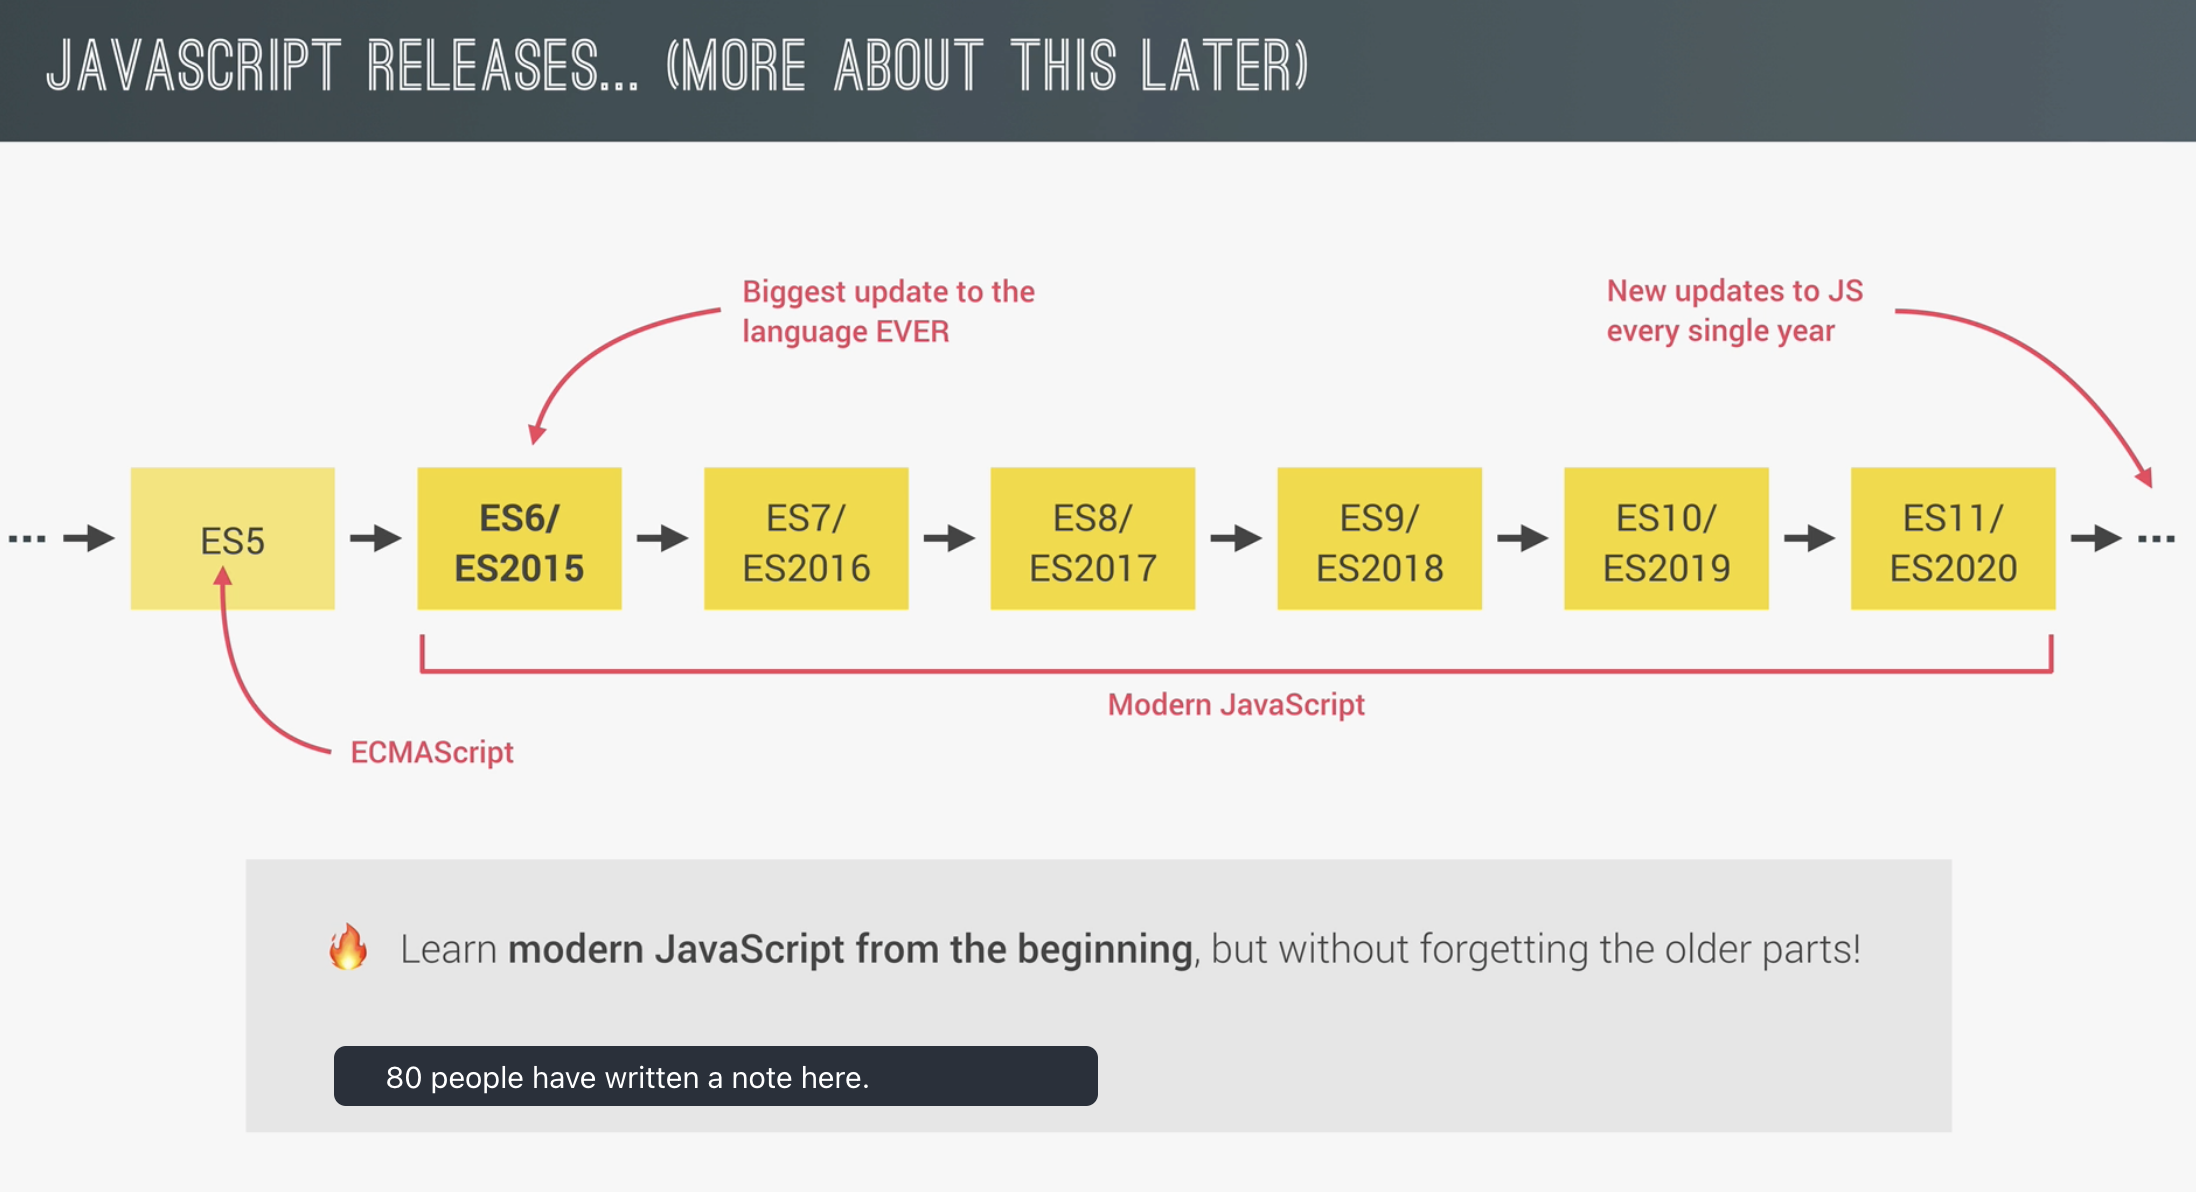 JAVASCRIPT RELEASES... (MORE ABOUT THIS LATER)
Biggest update to the
language EVER
New updates to JS
every single year
... ES5
ES6/
ES2015
ES7/
ES2016
ES8/
ES2017
ES9/
ES2018
ES10/
ES2019
ES11/
ES2020
...
Modern JavaScript
ECMAScript
🔥 Learn modern JavaScript from the beginning, but without forgetting the older parts!
80 people have written a note here.